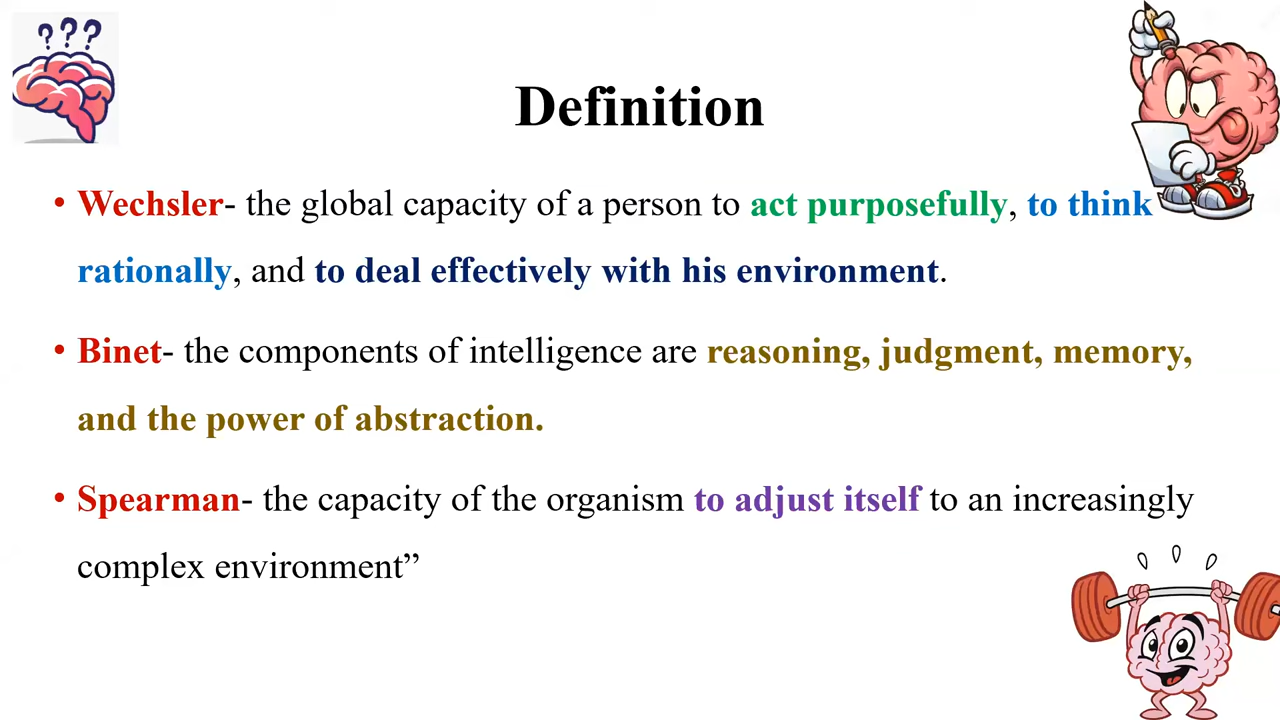 ? ? ?
Definition
• Wechsler- the global capacity of a person to act purposefully, to think
rationally, and to deal effectively with his environment.
• Binet- the components of intelligence are reasoning, judgment, memory,
and the power of abstraction.
• Spearman- the capacity of the organism to adjust itself to an increasingly
complex environment”